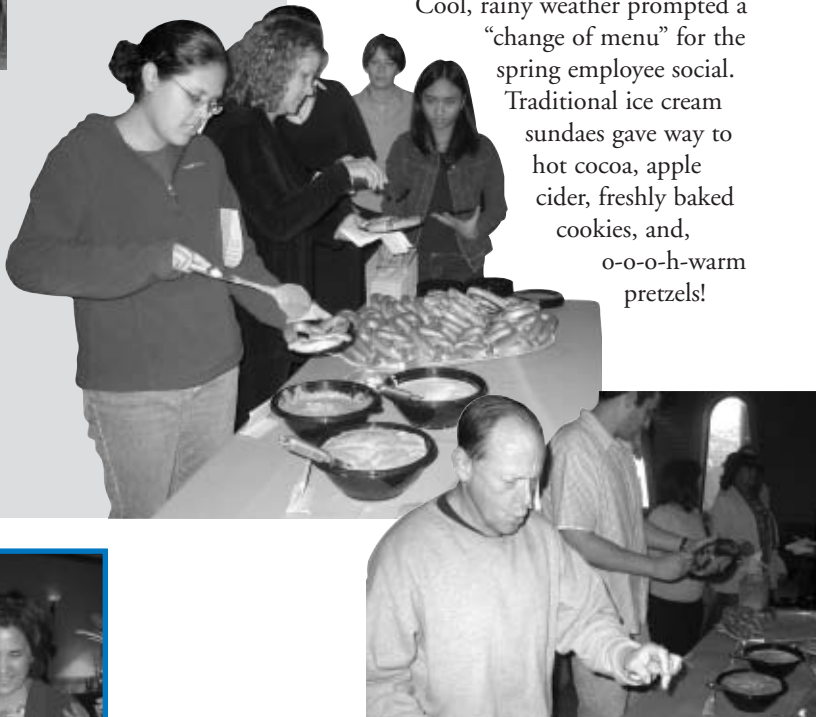 Cool, rainy weather prompted a
“change of menu” for the
spring employee social.
Traditional ice cream
sundaes gave way to
hot cocoa, apple
cider, freshly baked
cookies, and,
o-o-o-h-warm
pretzels!